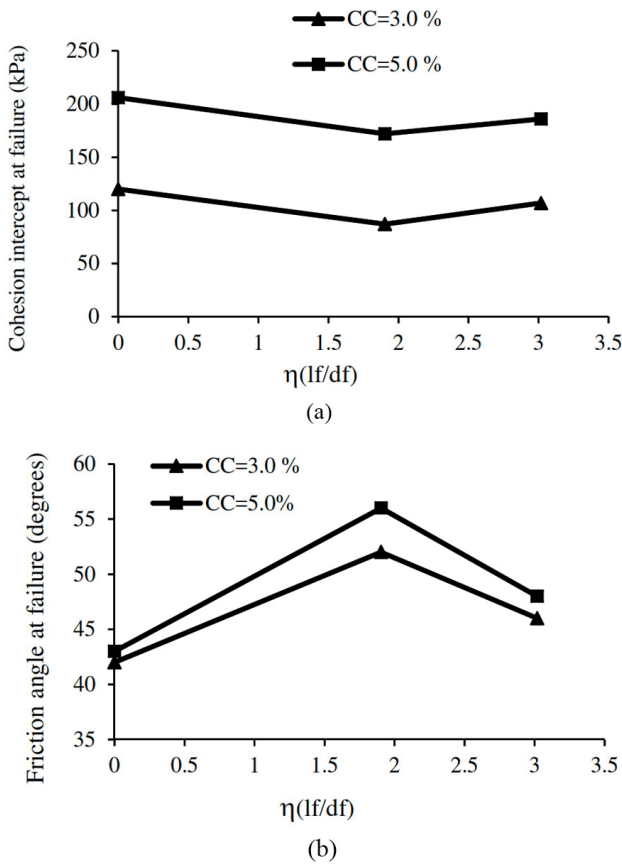 CC=3.0 %
CC=5.0 %
Cohesion intercept at failure (kPa)
250
200
150
100
50
0
0 0.5 1 1.5 2 2.5 3 3.5
η(lf/df)
(a)
CC=3.0 %
CC=5.0%
Friction angle at failure (degrees)
60
55
50
45
40
35
0 0.5 1 1.5 2 2.5 3 3.5
η(lf/df)
(b)